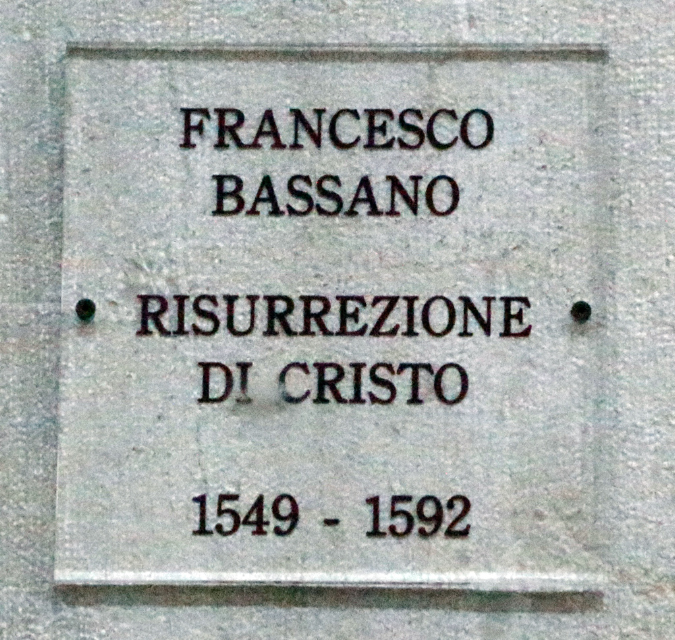 FRANCESCO
BASSANO
RISURREZIONE
DI CRISTO
1549 - 1592